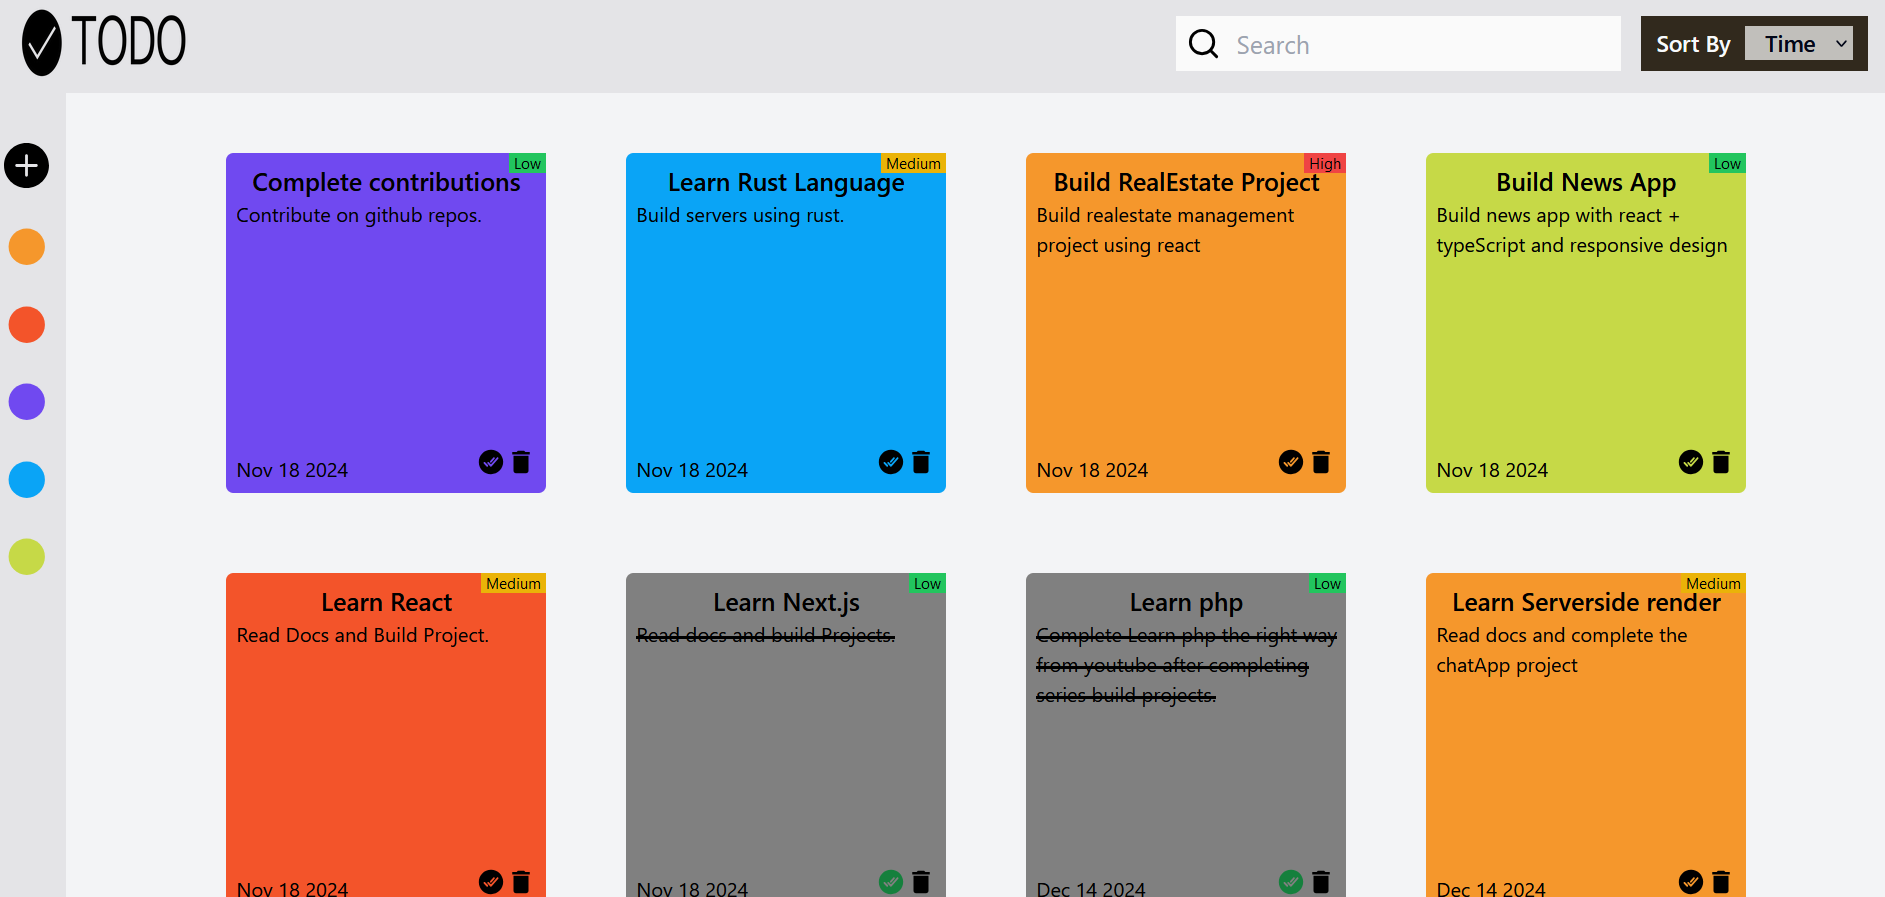 TODO
Search
Sort By Time
Low
Complete contributions
Contribute on github repos.
Nov 18 2024
Medium
Learn Rust Language
Build servers using rust.
Nov 18 2024
High
Build RealEstate Project
Build realestate management
project using react
Nov 18 2024
Low
Build News App
Build news app with react +
typeScript and responsive design
Nov 18 2024
Medium
Learn React
Read Docs and Build Project.
Nov 18 2024
Low
Learn Next.js
Read docs and build Projects.
Nov 18 2024
Low
Learn php
Complete Learn php the right way
from youtube after completing
series build projects.
Dec 14 2024
Medium
Learn Serverside render
Read docs and complete the
chatApp project
Dec 14 2024